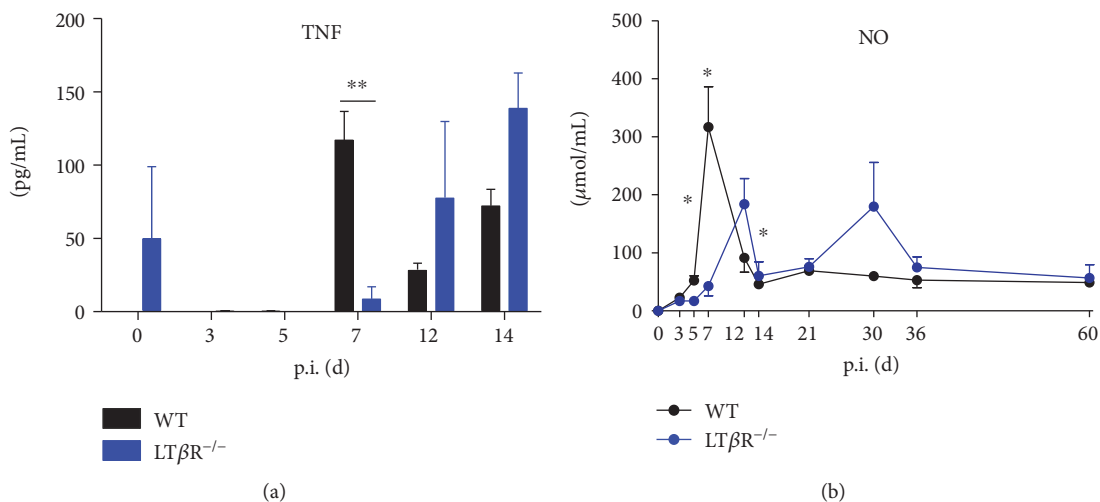 TNF
200
150
100
50
0
(pg/mL)
**
0 3 5 7 12 14
p.i. (d)
WT
LTβR−/−
(a)
NO
500
400
300
200
100
0
(μmol/mL)
*
*
*
0 3 5 7 12 14 21 30 36 60
p.i. (d)
WT
LTβR−/−
(b)